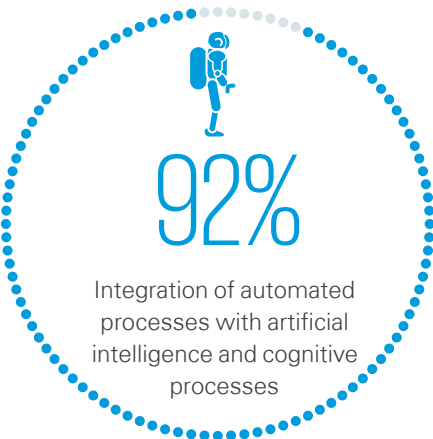 92%
Integration of automated
processes with artificial
intelligence and cognitive
processes